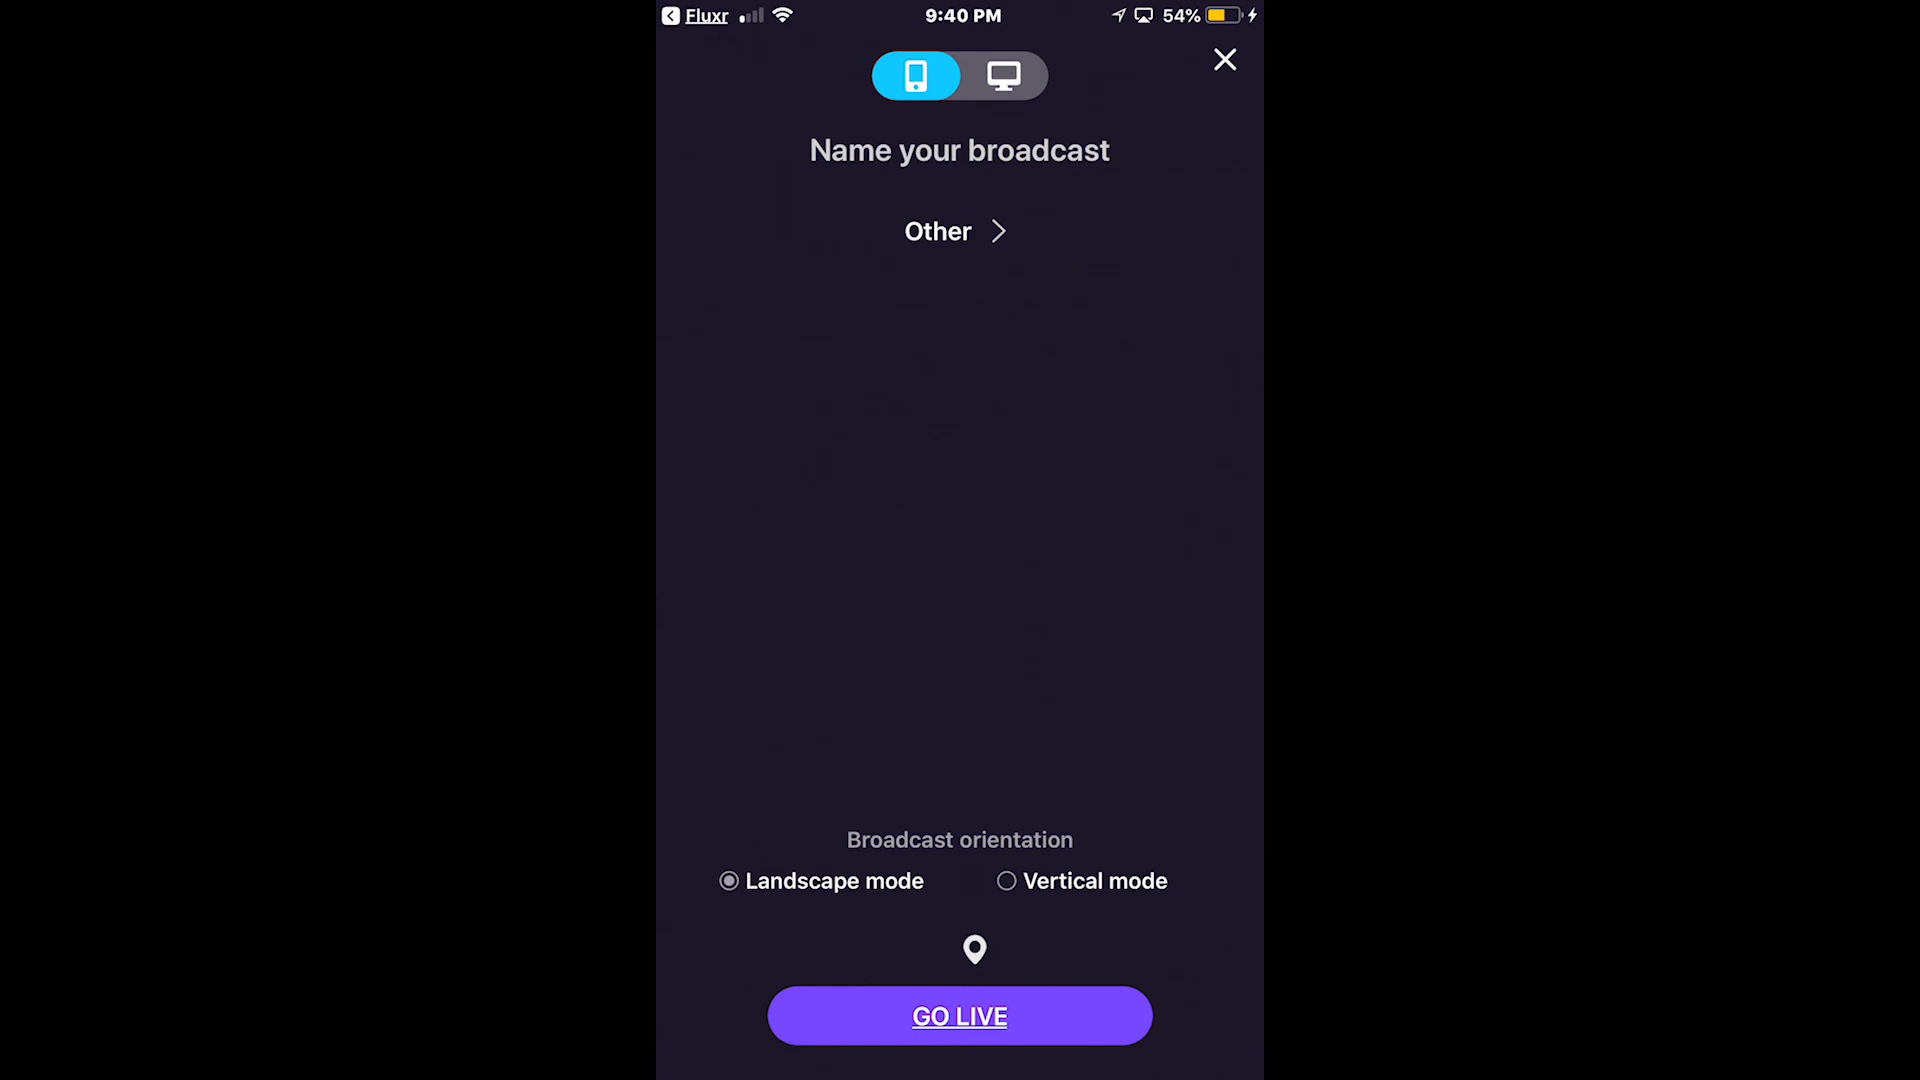 Fluxr 9:40 PM 54%
Name your broadcast
Other
Broadcast orientation
Landscape mode Vertical mode
GO LIVE